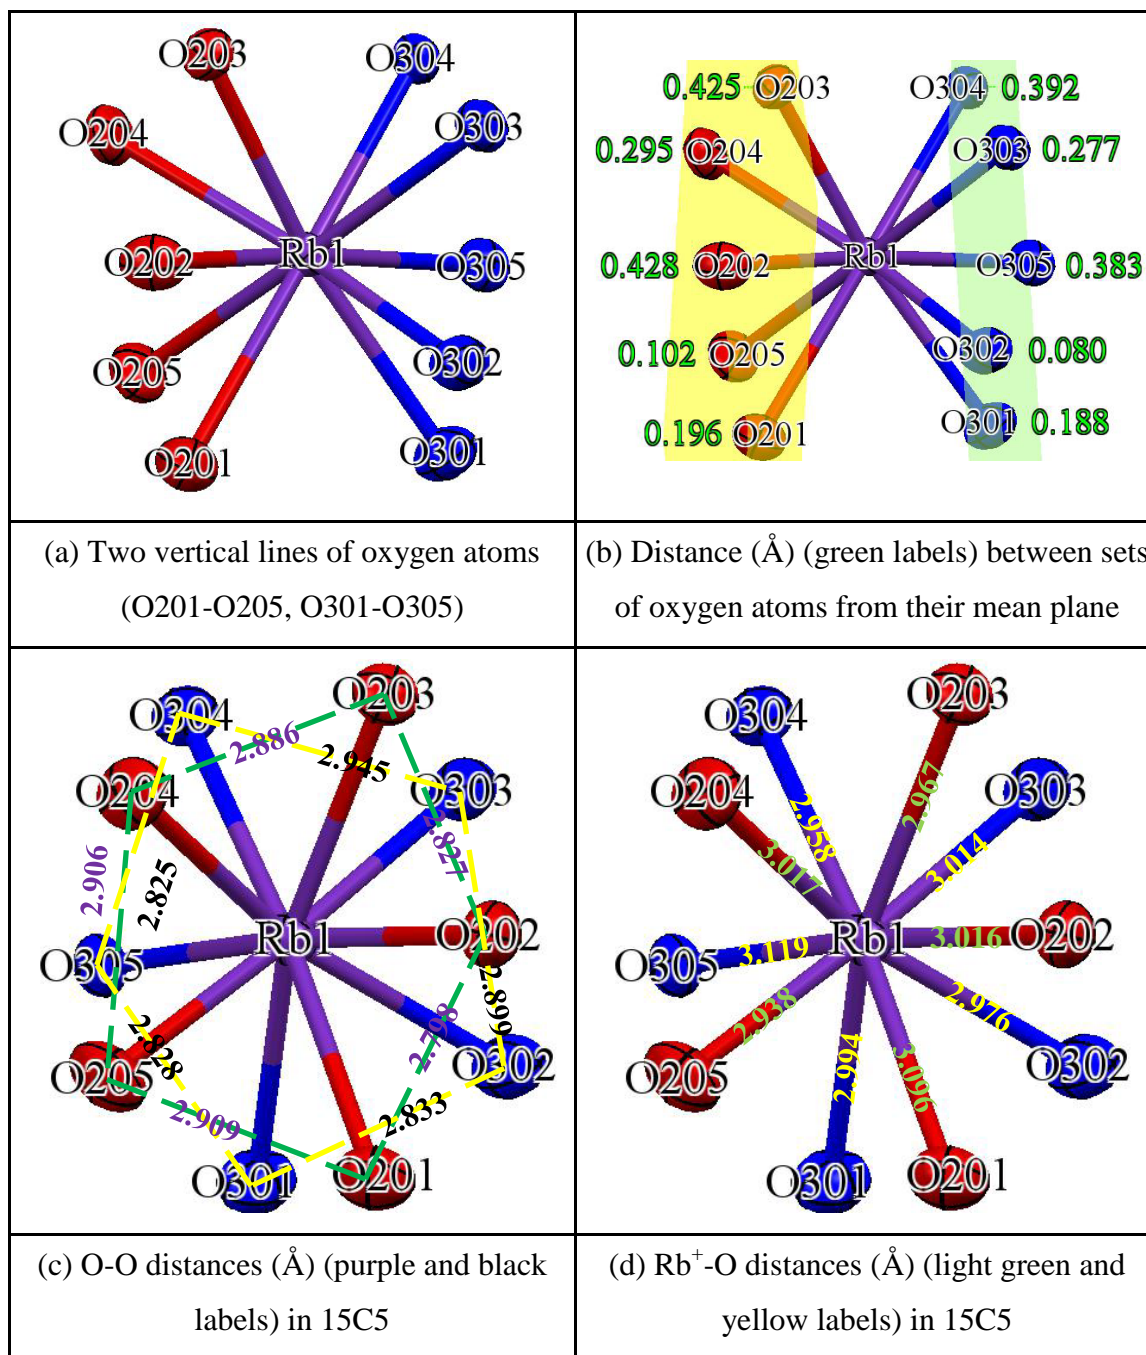 O203
O304
O204
O303
Rb1
O202
O305
O205
O302
O201
O301
0.425 O203
O304 0.392
0.295 O204
O303 0.277
Rb1
0.428 O202
O305 0.383
0.102 O205
O302 0.080
0.196 O201
O301 0.188
(a) Two vertical lines of oxygen atoms
(O201-O205, O301-O305)
(b) Distance (Å) (green labels) between sets
of oxygen atoms from their mean plane
O203
O304
2.886
2.945
O204
O303
2.827
2.906
2.825
Rb1
O202
O305
2.899
2.798
2.828
O205
O302
2.909
2.833
O301
O201
O203
O304
2.967
O204
O303
2.958
3.014
3.017
Rb1
3.016
O202
O305
3.119
2.976
2.938
O205
O302
2.994
3.096
O301
O201
(c) O-O distances (Å) (purple and black
labels) in 15C5
(d) Rb+-O distances (Å) (light green and
yellow labels) in 15C5